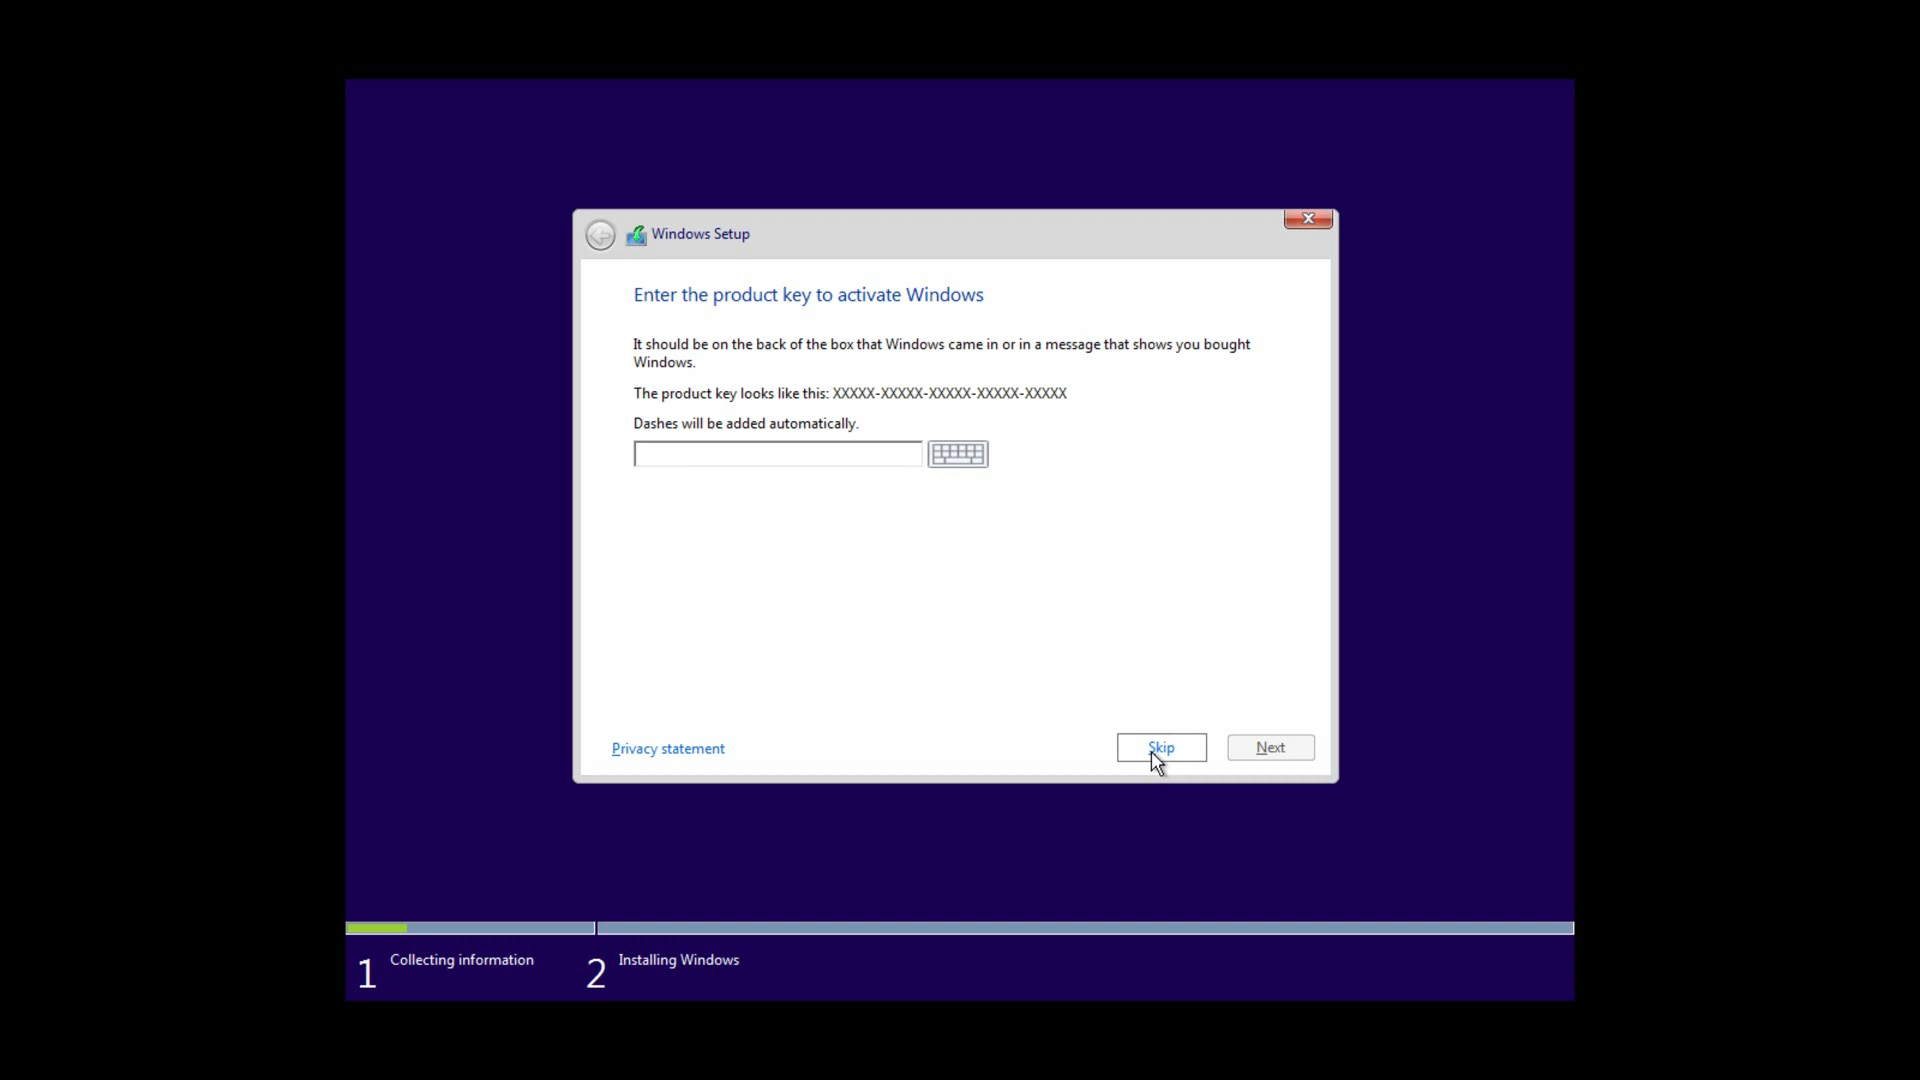 Windows Setup
Enter the product key to activate Windows
It should be on the back of the box that Windows came in or in a message that shows you bought
Windows.
The product key looks like this: XXXXX-XXXXX-XXXXX-XXXXX-XXXXX
Dashes will be added automatically.
Privacy statement
Skip
Next
1 Collecting information
2 Installing Windows